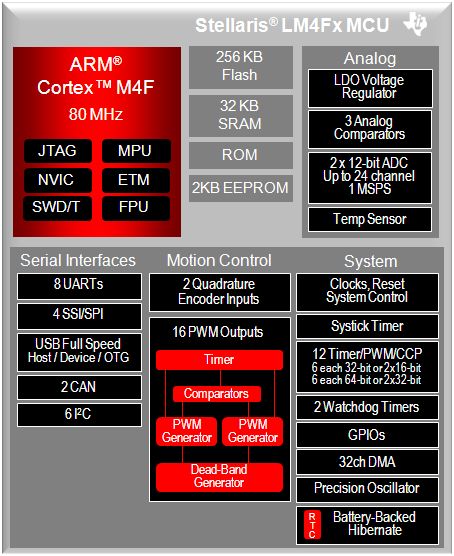 Stellaris® LM4Fx MCU
ARM®
Cortex™ M4F
80 MHz
JTAG
MPU
NVIC
ETM
SWD/T
FPU
256 KB
Flash
32 KB
SRAM
ROM
2KB EEPROM
Analog
LDO Voltage
Regulator
3 Analog
Comparators
2 x 12-bit ADC
Up to 24 channel
1 MSPS
Temp Sensor
Serial Interfaces
8 UARTs
4 SSI/SPI
USB Full Speed
Host / Device / OTG
2 CAN
6 I²C
Motion Control
2 Quadrature
Encoder Inputs
16 PWM Outputs
Timer
Comparators
PWM
Generator
PWM
Generator
Dead-Band
Generator
System
Clocks, Reset
System Control
Systick Timer
12 Timer/PWM/CCP
6 each 32-bit or 2x16-bit
6 each 64-bit or 2x32-bit
2 Watchdog Timers
GPIOs
32ch DMA
Precision Oscillator
RTC
Battery-Backed
Hibernate